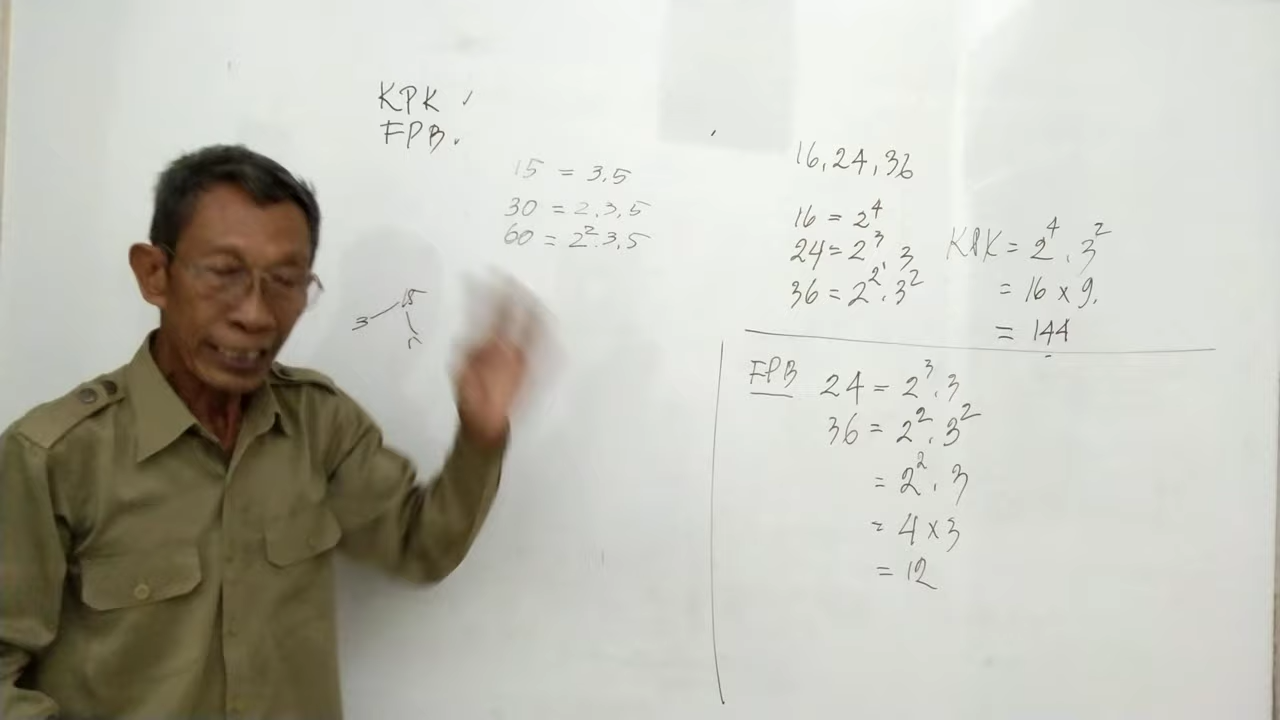 KPK
FPB.
15 = 3.5
30 = 2.3.5
60 = 2².3.5
15
3
16, 24, 36
16 = 2⁴
24 = 2³.3
36 = 2².3²
KPK = 2⁴.3²
= 16 x 9.
= 144
FPB 24 = 2³.3
36 = 2².3²
= 2².3
= 4 x 3
= 12